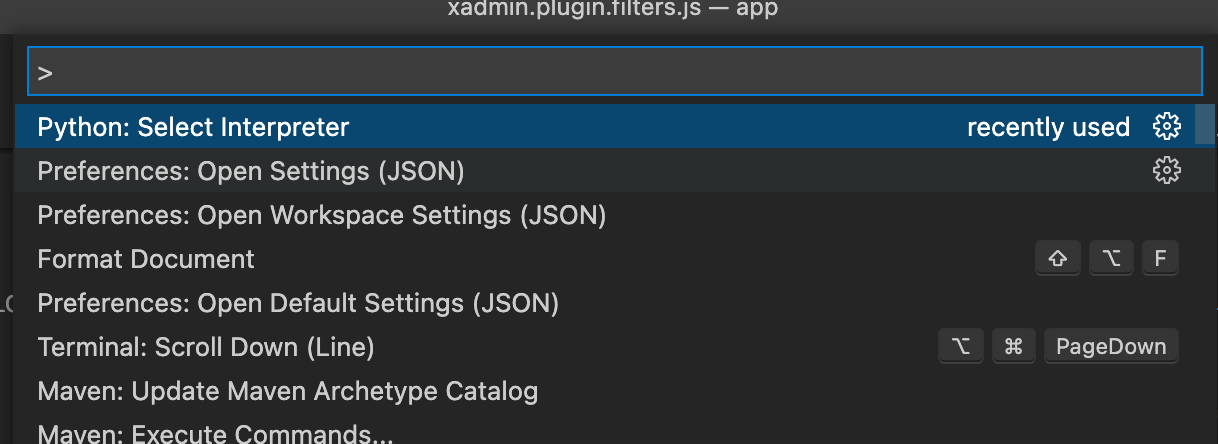 xadmin.plugin.filters.js — app
>
Python: Select Interpreter recently used
Preferences: Open Settings (JSON)
Preferences: Open Workspace Settings (JSON)
Format Document ⇧ ⌥ F
Preferences: Open Default Settings (JSON)
Terminal: Scroll Down (Line) ⌥ ⌘ PageDown
Maven: Update Maven Archetype Catalog
Maven: Execute Commands...